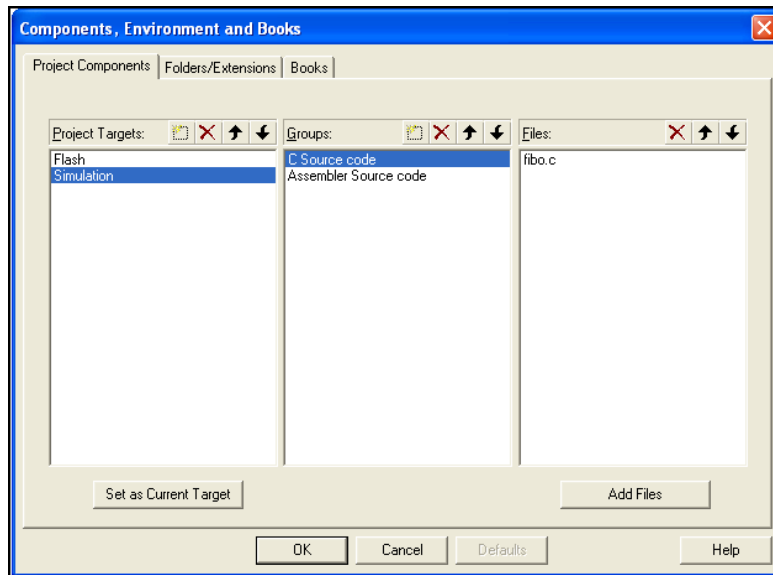 Components, Environment and Books
Project Components Folders/Extensions Books
Project Targets: Groups: Files:
Flash C Source code fibo.c
Simulation Assembler Source code
Set as Current Target Add Files
OK Cancel Defaults Help